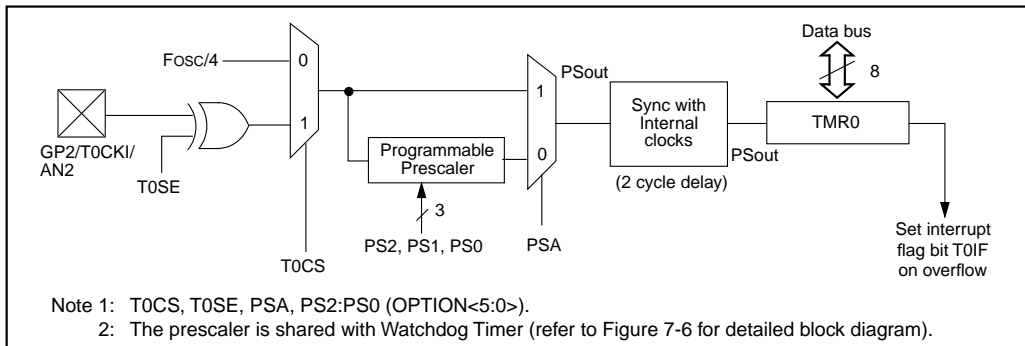 Data bus
8
FOSC/4
0
1
PSout
1
0
Sync with
Internal
clocks
TMR0
GP2/T0CKI/
AN2
T0SE
Programmable
Prescaler
PSout
(2 cycle delay)
3
PS2, PS1, PS0
PSA
T0CS
Set interrupt
flag bit T0IF
on overflow
Note 1: T0CS, T0SE, PSA, PS2:PS0 (OPTION<5:0>).
2: The prescaler is shared with Watchdog Timer (refer to Figure 7-6 for detailed block diagram).